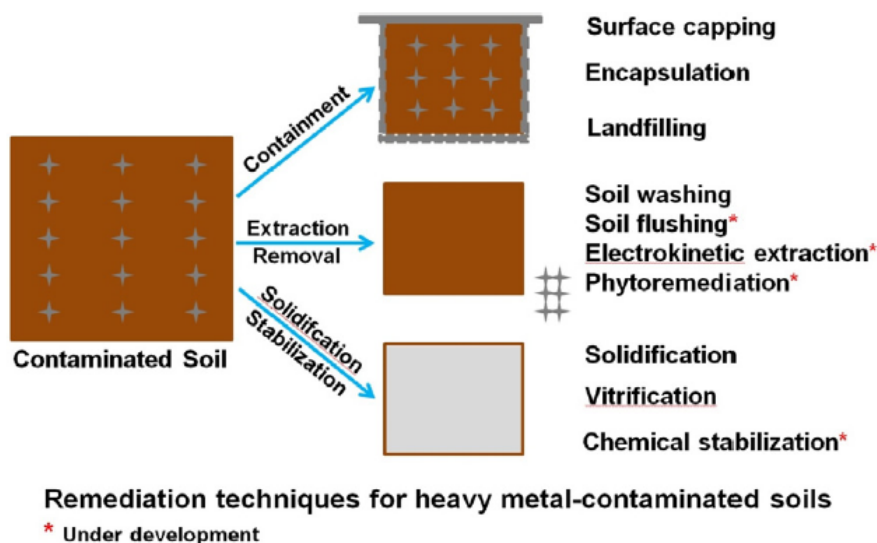 Surface capping
Encapsulation
Landfilling
Containment
Contaminated Soil
Extraction
Removal
Soil washing
Soil flushing*
Electrokinetic extraction*
Phytoremediation*
Solidifcation
Stabilization
Solidification
Vitrification
Chemical stabilization*
Remediation techniques for heavy metal-contaminated soils
* Under development